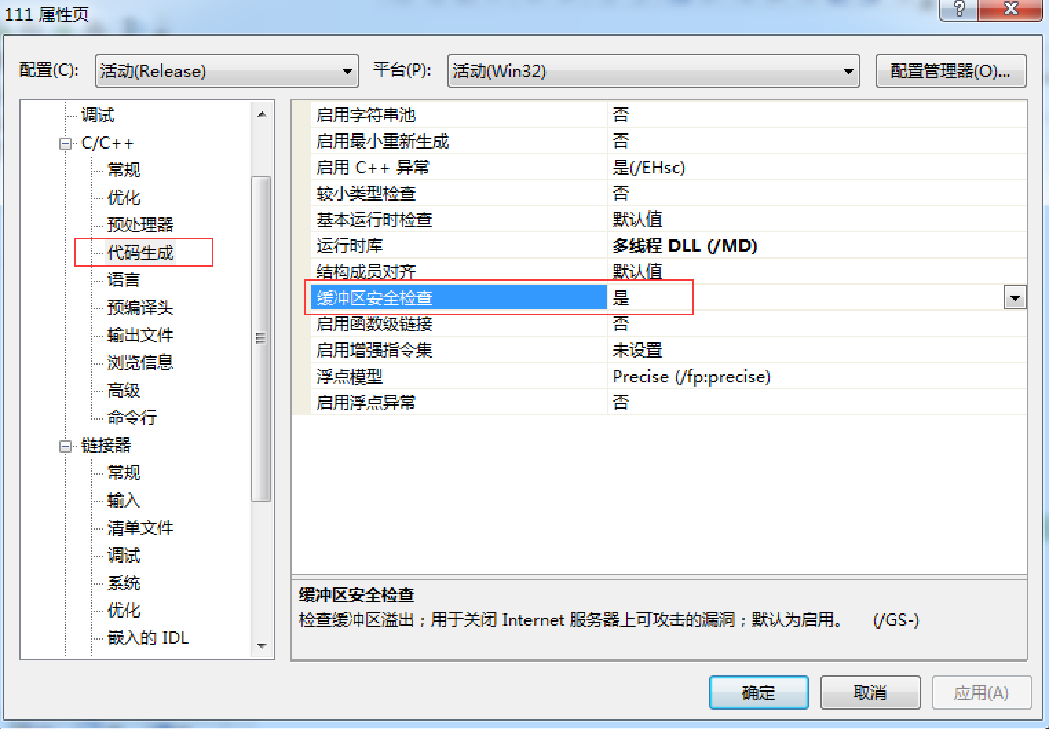 111 属性页
配置(C): 活动(Release) 平台(P): 活动(Win32) 配置管理器(O)...
调试
C/C++
常规
优化
预处理器
代码生成
语言
预编译头
输出文件
浏览信息
高级
命令行
链接器
常规
输入
清单文件
调试
系统
优化
嵌入的 IDL
启用字符串池 否
启用最小重新生成 否
启用 C++ 异常 是(/EHsc)
较小类型检查 否
基本运行时检查 默认值
运行时库 多线程 DLL (/MD)
结构成员对齐 默认值
缓冲区安全检查 是
启用函数级链接 否
启用增强指令集 未设置
浮点模型 Precise (/fp:precise)
启用浮点异常 否
缓冲区安全检查
检查缓冲区溢出；用于关闭 Internet 服务器上可攻击的漏洞；默认为启用。 (/GS-)
确定 取消 应用(A)